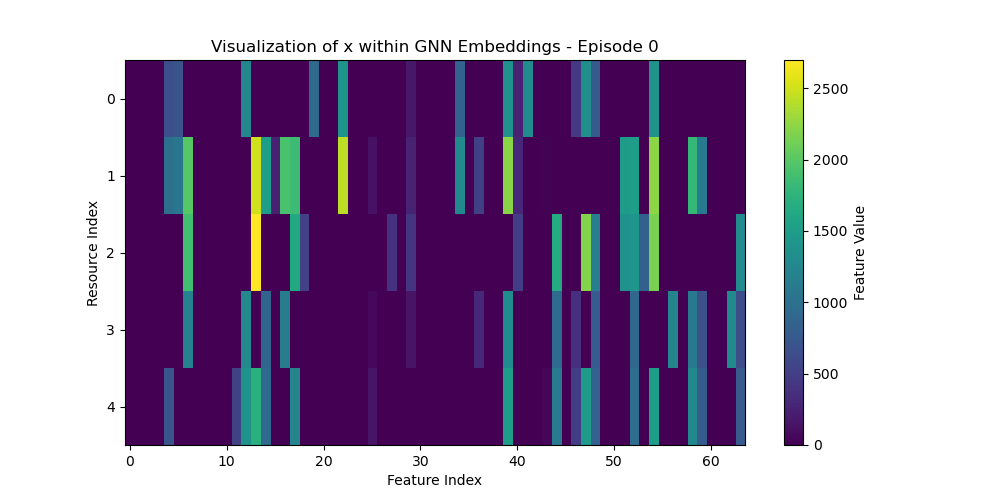 Visualization of x within GNN Embeddings - Episode 0
Resource Index
0
1
2
3
4
0 10 20 30 40 50 60
Feature Index
2500
2000
1500
1000
500
0
Feature Value